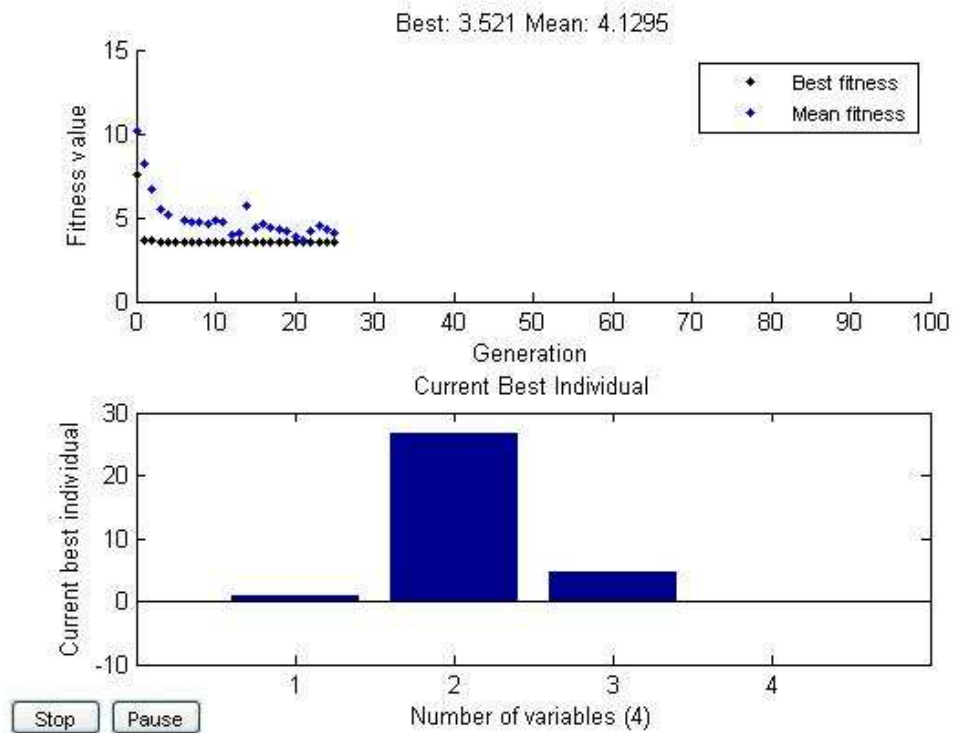 Best: 3.521 Mean: 4.1295
15
10
5
0
Fitness value
Best fitness
Mean fitness
0 10 20 30 40 50 60 70 80 90 100
Generation
Current Best Individual
30
20
10
0
-10
Current best individual
1 2 3 4
Number of variables (4)
Stop Pause